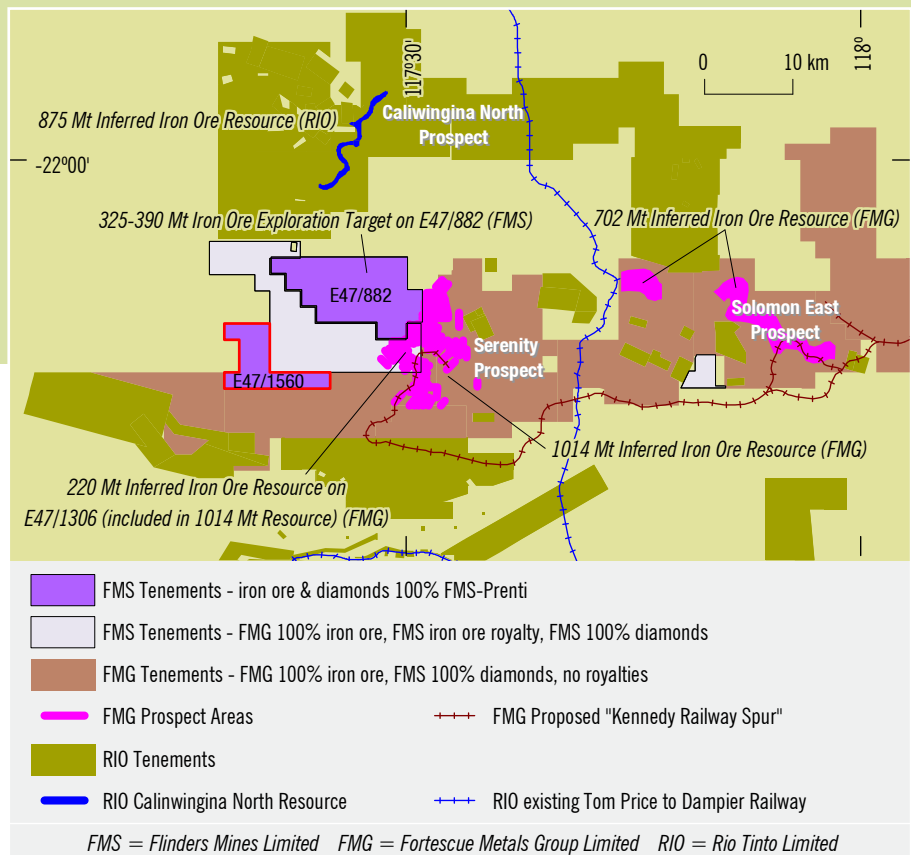 117º30'
118º
0 10 km
875 Mt Inferred Iron Ore Resource (RIO)
Caliwingina North
Prospect
-22º00'
325-390 Mt Iron Ore Exploration Target on E47/882 (FMS)
702 Mt Inferred Iron Ore Resource (FMG)
E47/882
Solomon East
Prospect
Serenity
Prospect
E47/1560
1014 Mt Inferred Iron Ore Resource (FMG)
220 Mt Inferred Iron Ore Resource on
E47/1306 (included in 1014 Mt Resource) (FMG)
FMS Tenements - iron ore & diamonds 100% FMS-Prenti
FMS Tenements - FMG 100% iron ore, FMS iron ore royalty, FMS 100% diamonds
FMG Tenements - FMG 100% iron ore, FMS 100% diamonds, no royalties
FMG Prospect Areas
FMG Proposed "Kennedy Railway Spur"
RIO Tenements
RIO Calinwingina North Resource
RIO existing Tom Price to Dampier Railway
FMS = Flinders Mines Limited FMG = Fortescue Metals Group Limited RIO = Rio Tinto Limited